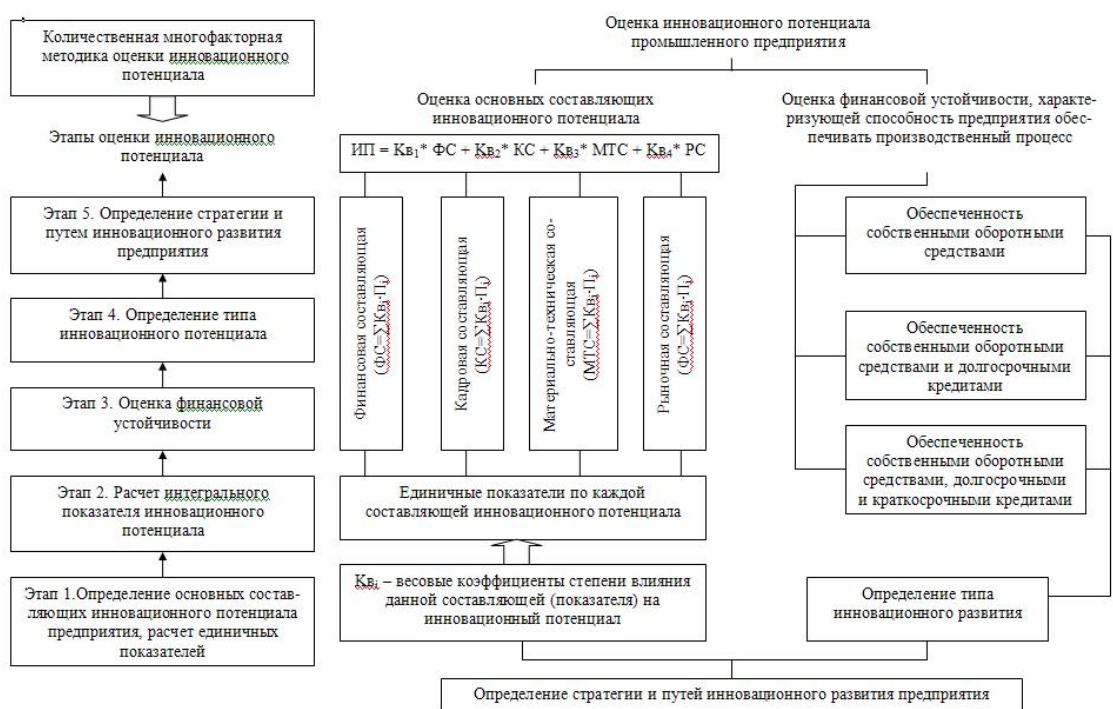 Количественная многофакторная
методика оценки инновационного
потенциала
Этапы оценки инновационного
потенциала
Этап 5. Определение стратегии и
путем инновационного развития
предприятия
Этап 4. Определение типа
инновационного потенциала
Этап 3. Оценка финансовой
устойчивости
Этап 2. Расчет интегрального
показателя инновационного
потенциала
Этап 1.Определение основных состав-
ляющих инновационного потенциала
предприятия, расчет единичных
показателей
Оценка инновационного потенциала
промышленного предприятия
Оценка основных составляющих
инновационного потенциала
ИП = Кв₁* ФС + Кв₂* КС + Кв₃* МТС + Кв₄* РС
Финансовая составляющая
(ФС=∑Квᵢ·Пᵢ)
Кадровая составляющая
(КС=∑Квᵢ·Пᵢ)
Материально-техническая со-
ставляющая
(МТС=∑Квᵢ·Пᵢ)
Рыночная составляющая
(ФС=∑Квᵢ·Пᵢ)
Единичные показатели по каждой
составляющей инновационного потенциала
Квᵢ – весовые коэффициенты степени влияния
данной составляющей (показателя) на
инновационный потенциал
Оценка финансовой устойчивости, характе-
ризующей способность предприятия обес-
печивать производственный процесс
Обеспеченность
собственными оборотными
средствами
Обеспеченность
собственными оборотными
средствами и долгосрочными
кредитами
Обеспеченность
собственными оборотными
средствами, долгосрочными
и краткосрочными кредитами
Определение типа
инновационного развития
Определение стратегии и путей инновационного развития предприятия